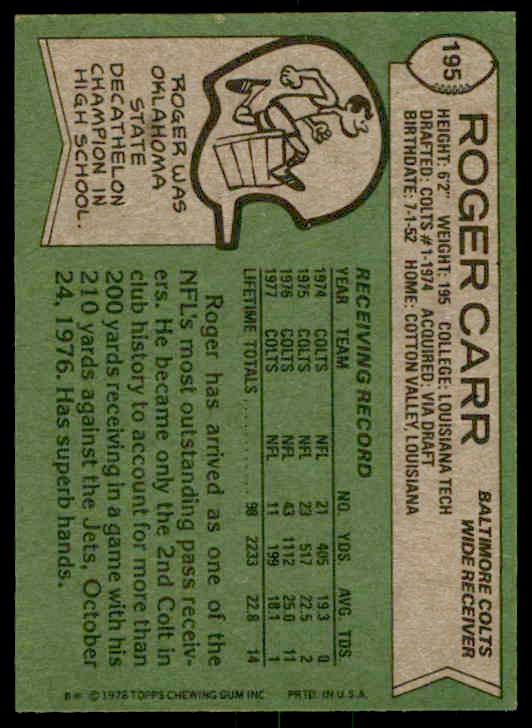 195
ROGER CARR
BALTIMORE COLTS
WIDE RECEIVER
HEIGHT: 6'2" WEIGHT: 195 COLLEGE: LOUISIANA TECH
DRAFTED: COLTS #1-1974 ACQUIRED: VIA DRAFT
BIRTHDATE: 7-1-52 HOME: COTTON VALLEY, LOUISIANA
ROGER WAS
OKLAHOMA
STATE
DECATHELON
CHAMPION IN
HIGH SCHOOL.
RECEIVING RECORD
YEAR TEAM NO. YDS. AVG. TDS.
1974 COLTS NFL 21 405 19.3 0
1975 COLTS NFL 23 517 22.5 2
1976 COLTS NFL 43 1112 25.0 11
1977 COLTS NFL 11 199 18.1 1
LIFETIME TOTALS . . . . . . . . 98 2233 22.8 14
Roger has arrived as one of the
NFL's most outstanding pass receiv-
ers. He became only the 2nd Colt in
club history to account for more than
200 yards receiving in a game with his
210 yards against the Jets, October
24, 1976. Has superb hands.
© 1978 TOPPS CHEWING GUM INC PRTD. IN U.S.A.